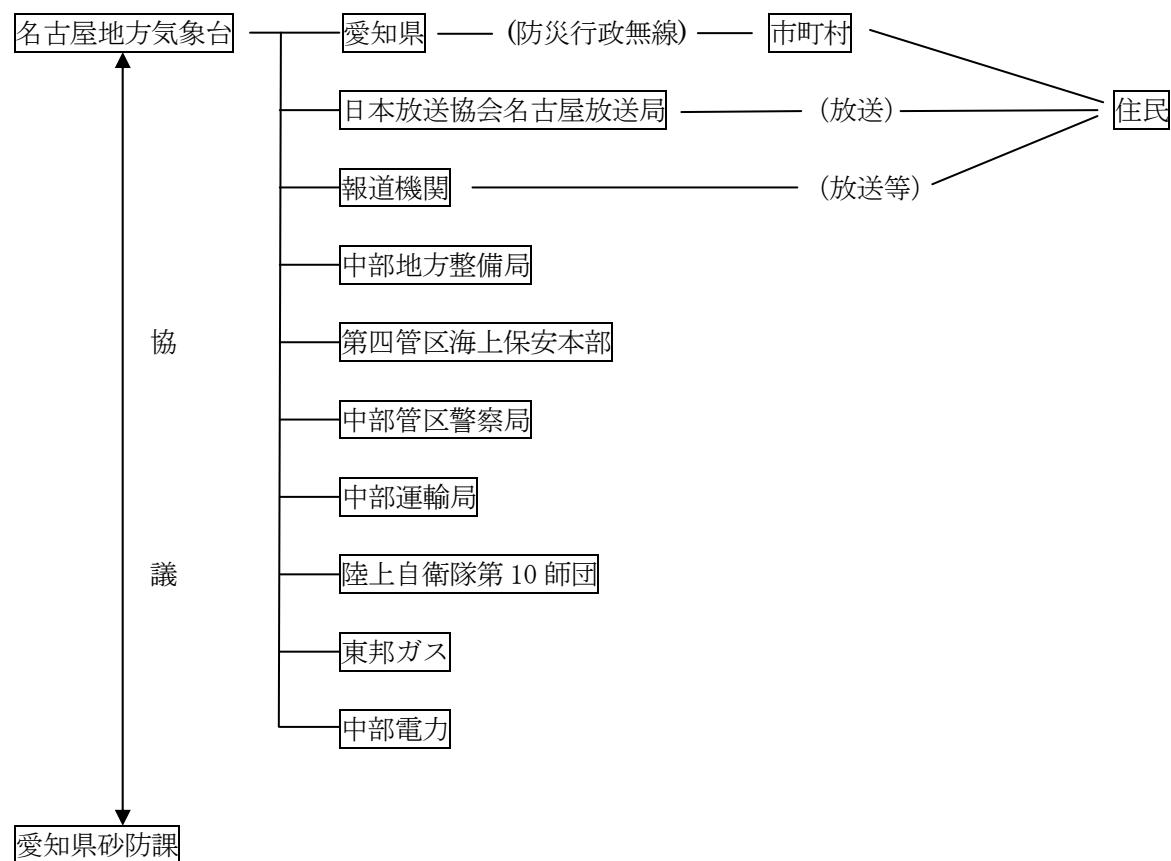 名古屋地方気象台 愛知県 (防災行政無線) 市町村
日本放送協会名古屋放送局 (放送) 住民
報道機関 (放送等)
中部地方整備局
協 第四管区海上保安本部
中部管区警察局
中部運輸局
議 陸上自衛隊第10師団
東邦ガス
中部電力
愛知県砂防課